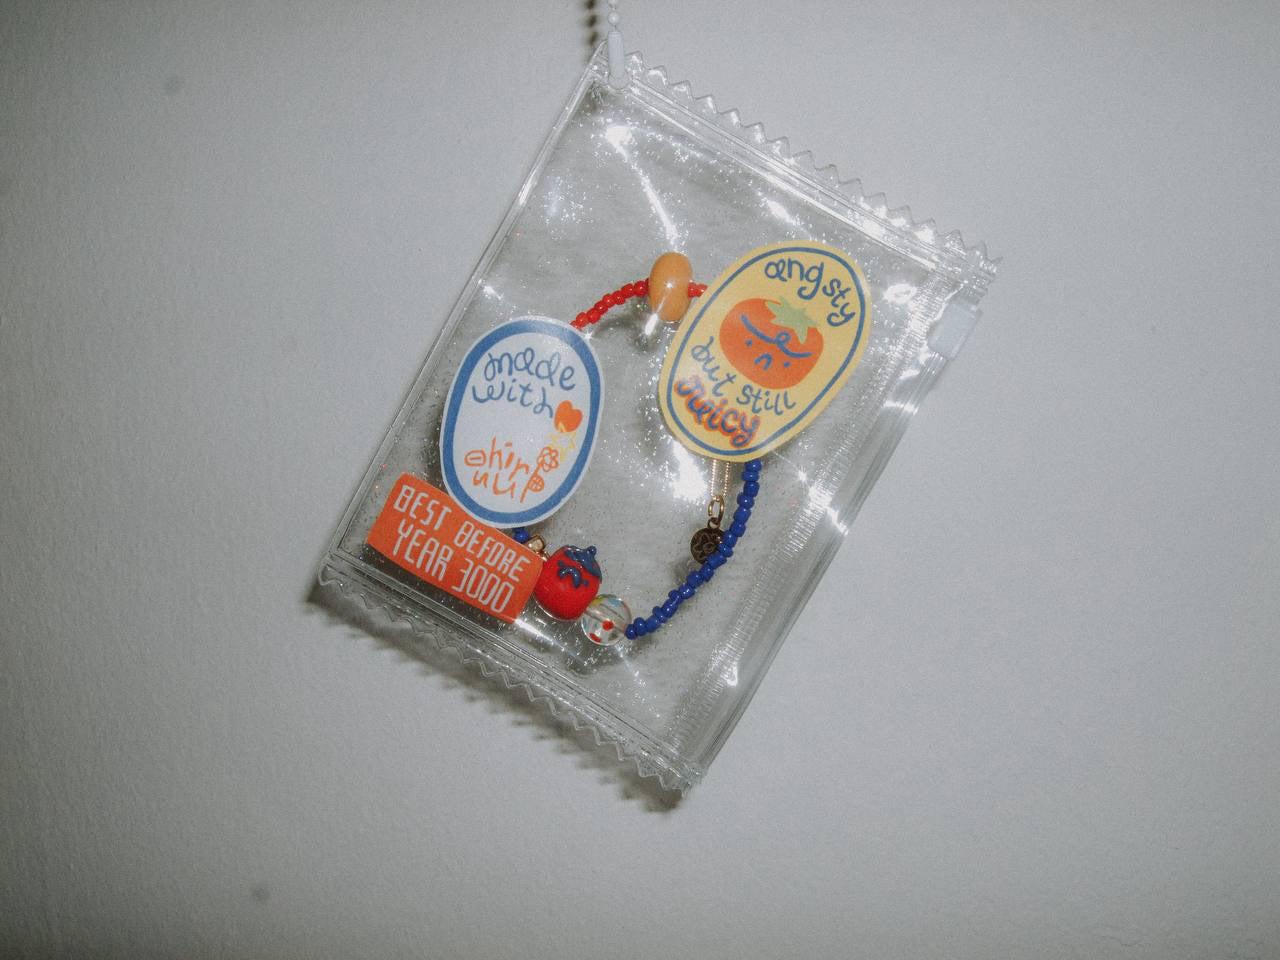 angsty
but still
juicy
made
with
BEST BEFORE
YEAR 3000